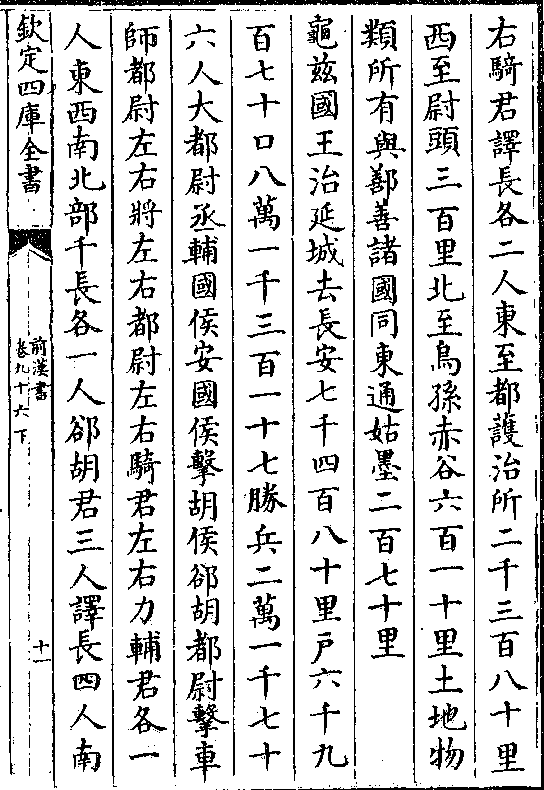 右騎君譯長各二人東至都護治所二千三百八十里
西至尉頭三百里北至烏孫赤谷六百一十里土地物
類所有與鄯善諸國同東通姑墨二百七十里
龜兹國王治延城去長安七千四百八十里戸六千九
百七十口八萬一千三百一十七勝兵二萬一千七十
六人大都尉丞輔國侯安國侯擊胡侯郤胡都尉擊車
師都尉左右將左右都尉左右騎君左右力輔君各一
人東西南北部千長各一人郤胡君三人譯長四人南
欽定四庫全書
前漢書
卷九十六下
十一